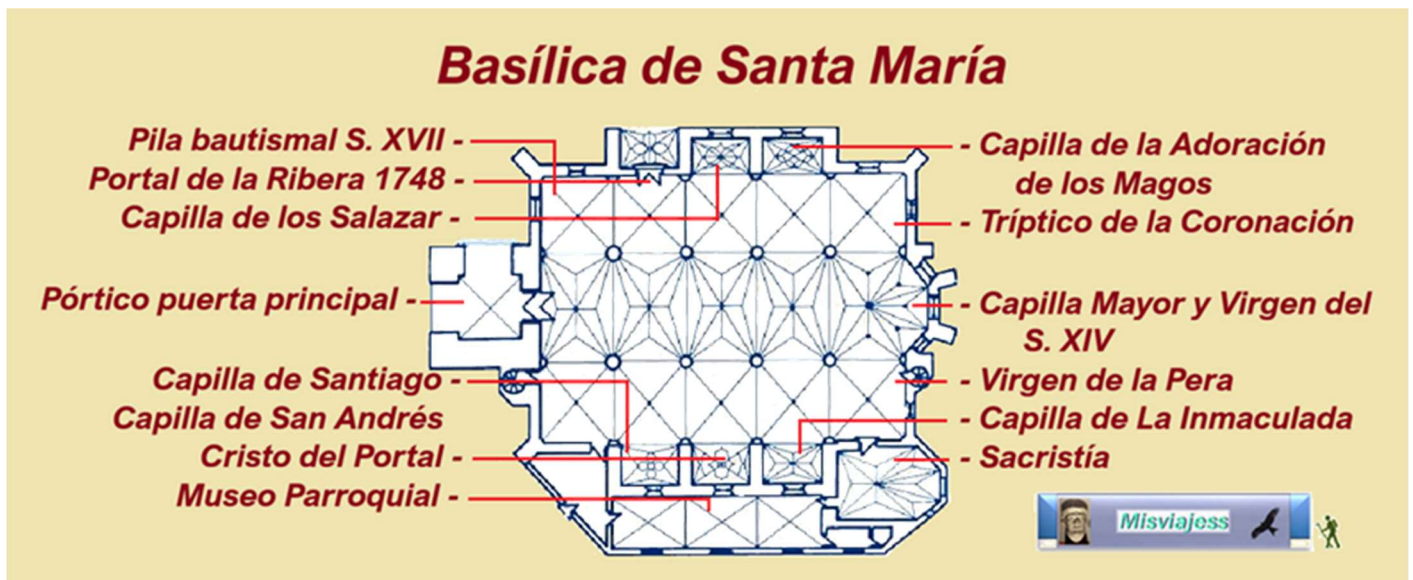 Basílica de Santa María
Pila bautismal S. XVII -
Portal de la Ribera 1748 -
Capilla de los Salazar -
Pórtico puerta principal -
Capilla de Santiago -
Capilla de San Andrés
Cristo del Portal -
Museo Parroquial -
- Capilla de la Adoración
de los Magos
- Tríptico de la Coronación
- Capilla Mayor y Virgen del
S. XIV
- Virgen de la Pera
- Capilla de La Inmaculada
- Sacristía
Misviajess